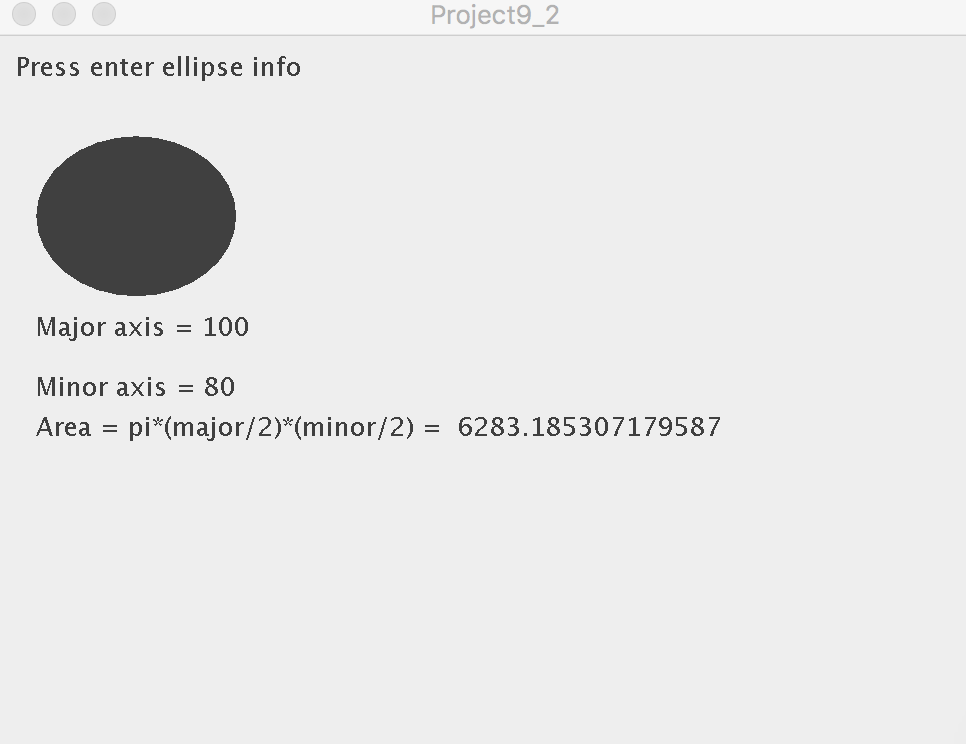 Project9_2
Press enter ellipse info
Major axis = 100
Minor axis = 80
Area = pi*(major/2)*(minor/2) =  6283.185307179587